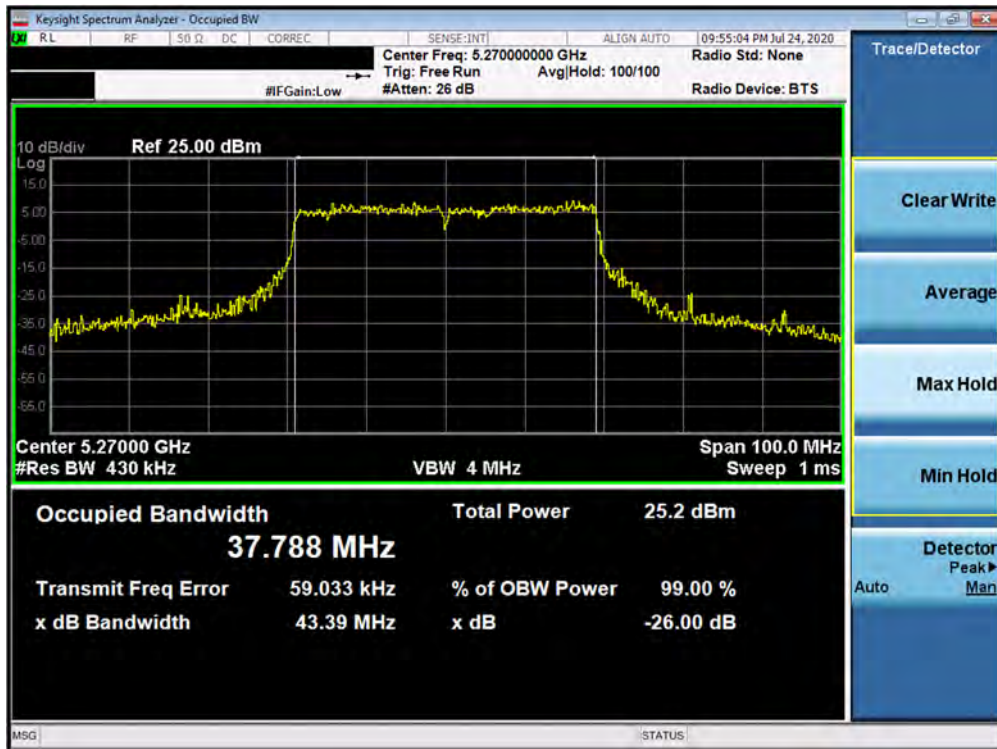 Keysight Spectrum Analyzer - Occupied BW
LXI RL RF 50 Ω DC CORREC SENSE:INT ALIGN AUTO 09:55:04 PM Jul 24, 2020
Center Freq: 5.270000000 GHz Radio Std: None
Trig: Free Run Avg|Hold: 100/100
#IFGain:Low #Atten: 26 dB Radio Device: BTS
Trace/Detector
10 dB/div Ref 25.00 dBm
Log
15.0
5.00
-5.00
-15.0
-25.0
-35.0
-45.0
-55.0
-65.0
Center 5.27000 GHz Span 100.0 MHz
#Res BW 430 kHz VBW 4 MHz Sweep 1 ms
Occupied Bandwidth Total Power 25.2 dBm
37.788 MHz
Transmit Freq Error 59.033 kHz % of OBW Power 99.00 %
x dB Bandwidth 43.39 MHz x dB -26.00 dB
Clear Write
Average
Max Hold
Min Hold
Detector
Peak▶
Auto Man
MSG STATUS